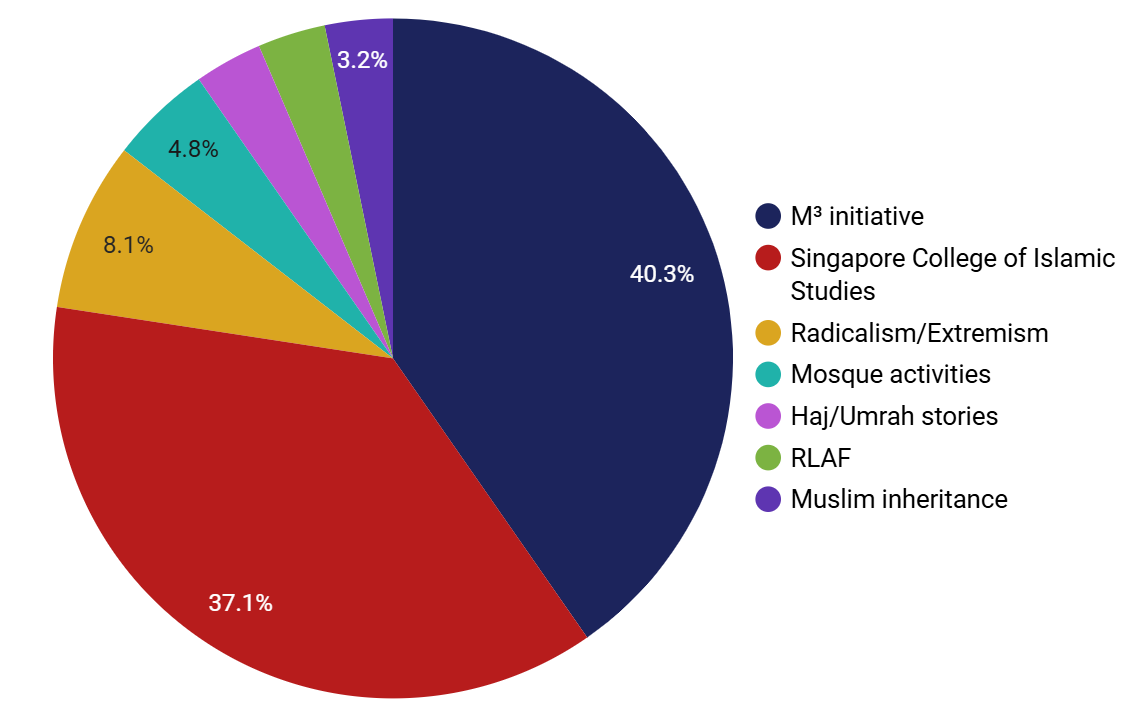 3.2%
4.8%
8.1%
40.3%
37.1%
M³ initiative
Singapore College of Islamic
Studies
Radicalism/Extremism
Mosque activities
Haj/Umrah stories
RLAF
Muslim inheritance